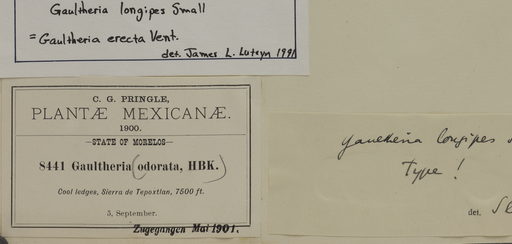 Gaultheria longipes Small
= Gaultheria erecta Vent.
det. James L. Luteyn 1991
C. G. PRINGLE,
PLANTÆ MEXICANÆ.
1900.
STATE OF MORELOS
8441 Gaultheria (odorata, HBK.)
Cool ledges, Sierra de Tepoxtlan, 7500 ft.
5, September.
Zugegangen Mai 1901.
Gaultheria longipes
Type !
det.